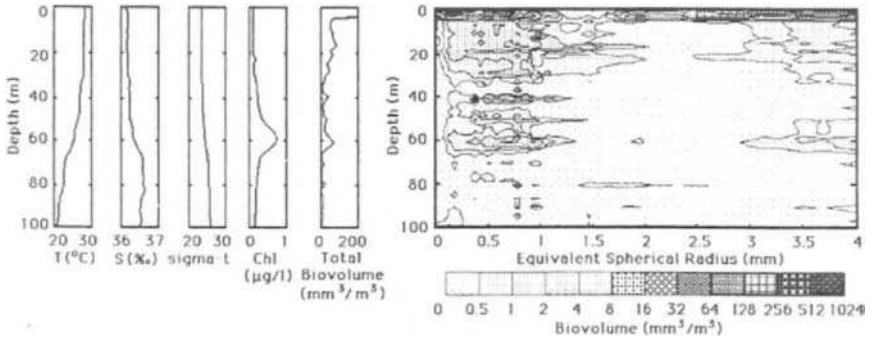 0
20
40
60
80
100
Depth (m)
20 30
T (°C)
36 37
S (‰)
sigma-t
0 1
Chl
(µg/l)
0 200
Total
Biovolume
(mm³/m³)
0
20
40
60
80
100
Depth (m)
0 0.5 1 1.5 2 2.5 3 3.5 4
Equivalent Spherical Radius (mm)
0 0.5 1 2 4 8 16 32 64 128 256 512 1024
Biovolume (mm³/m³)